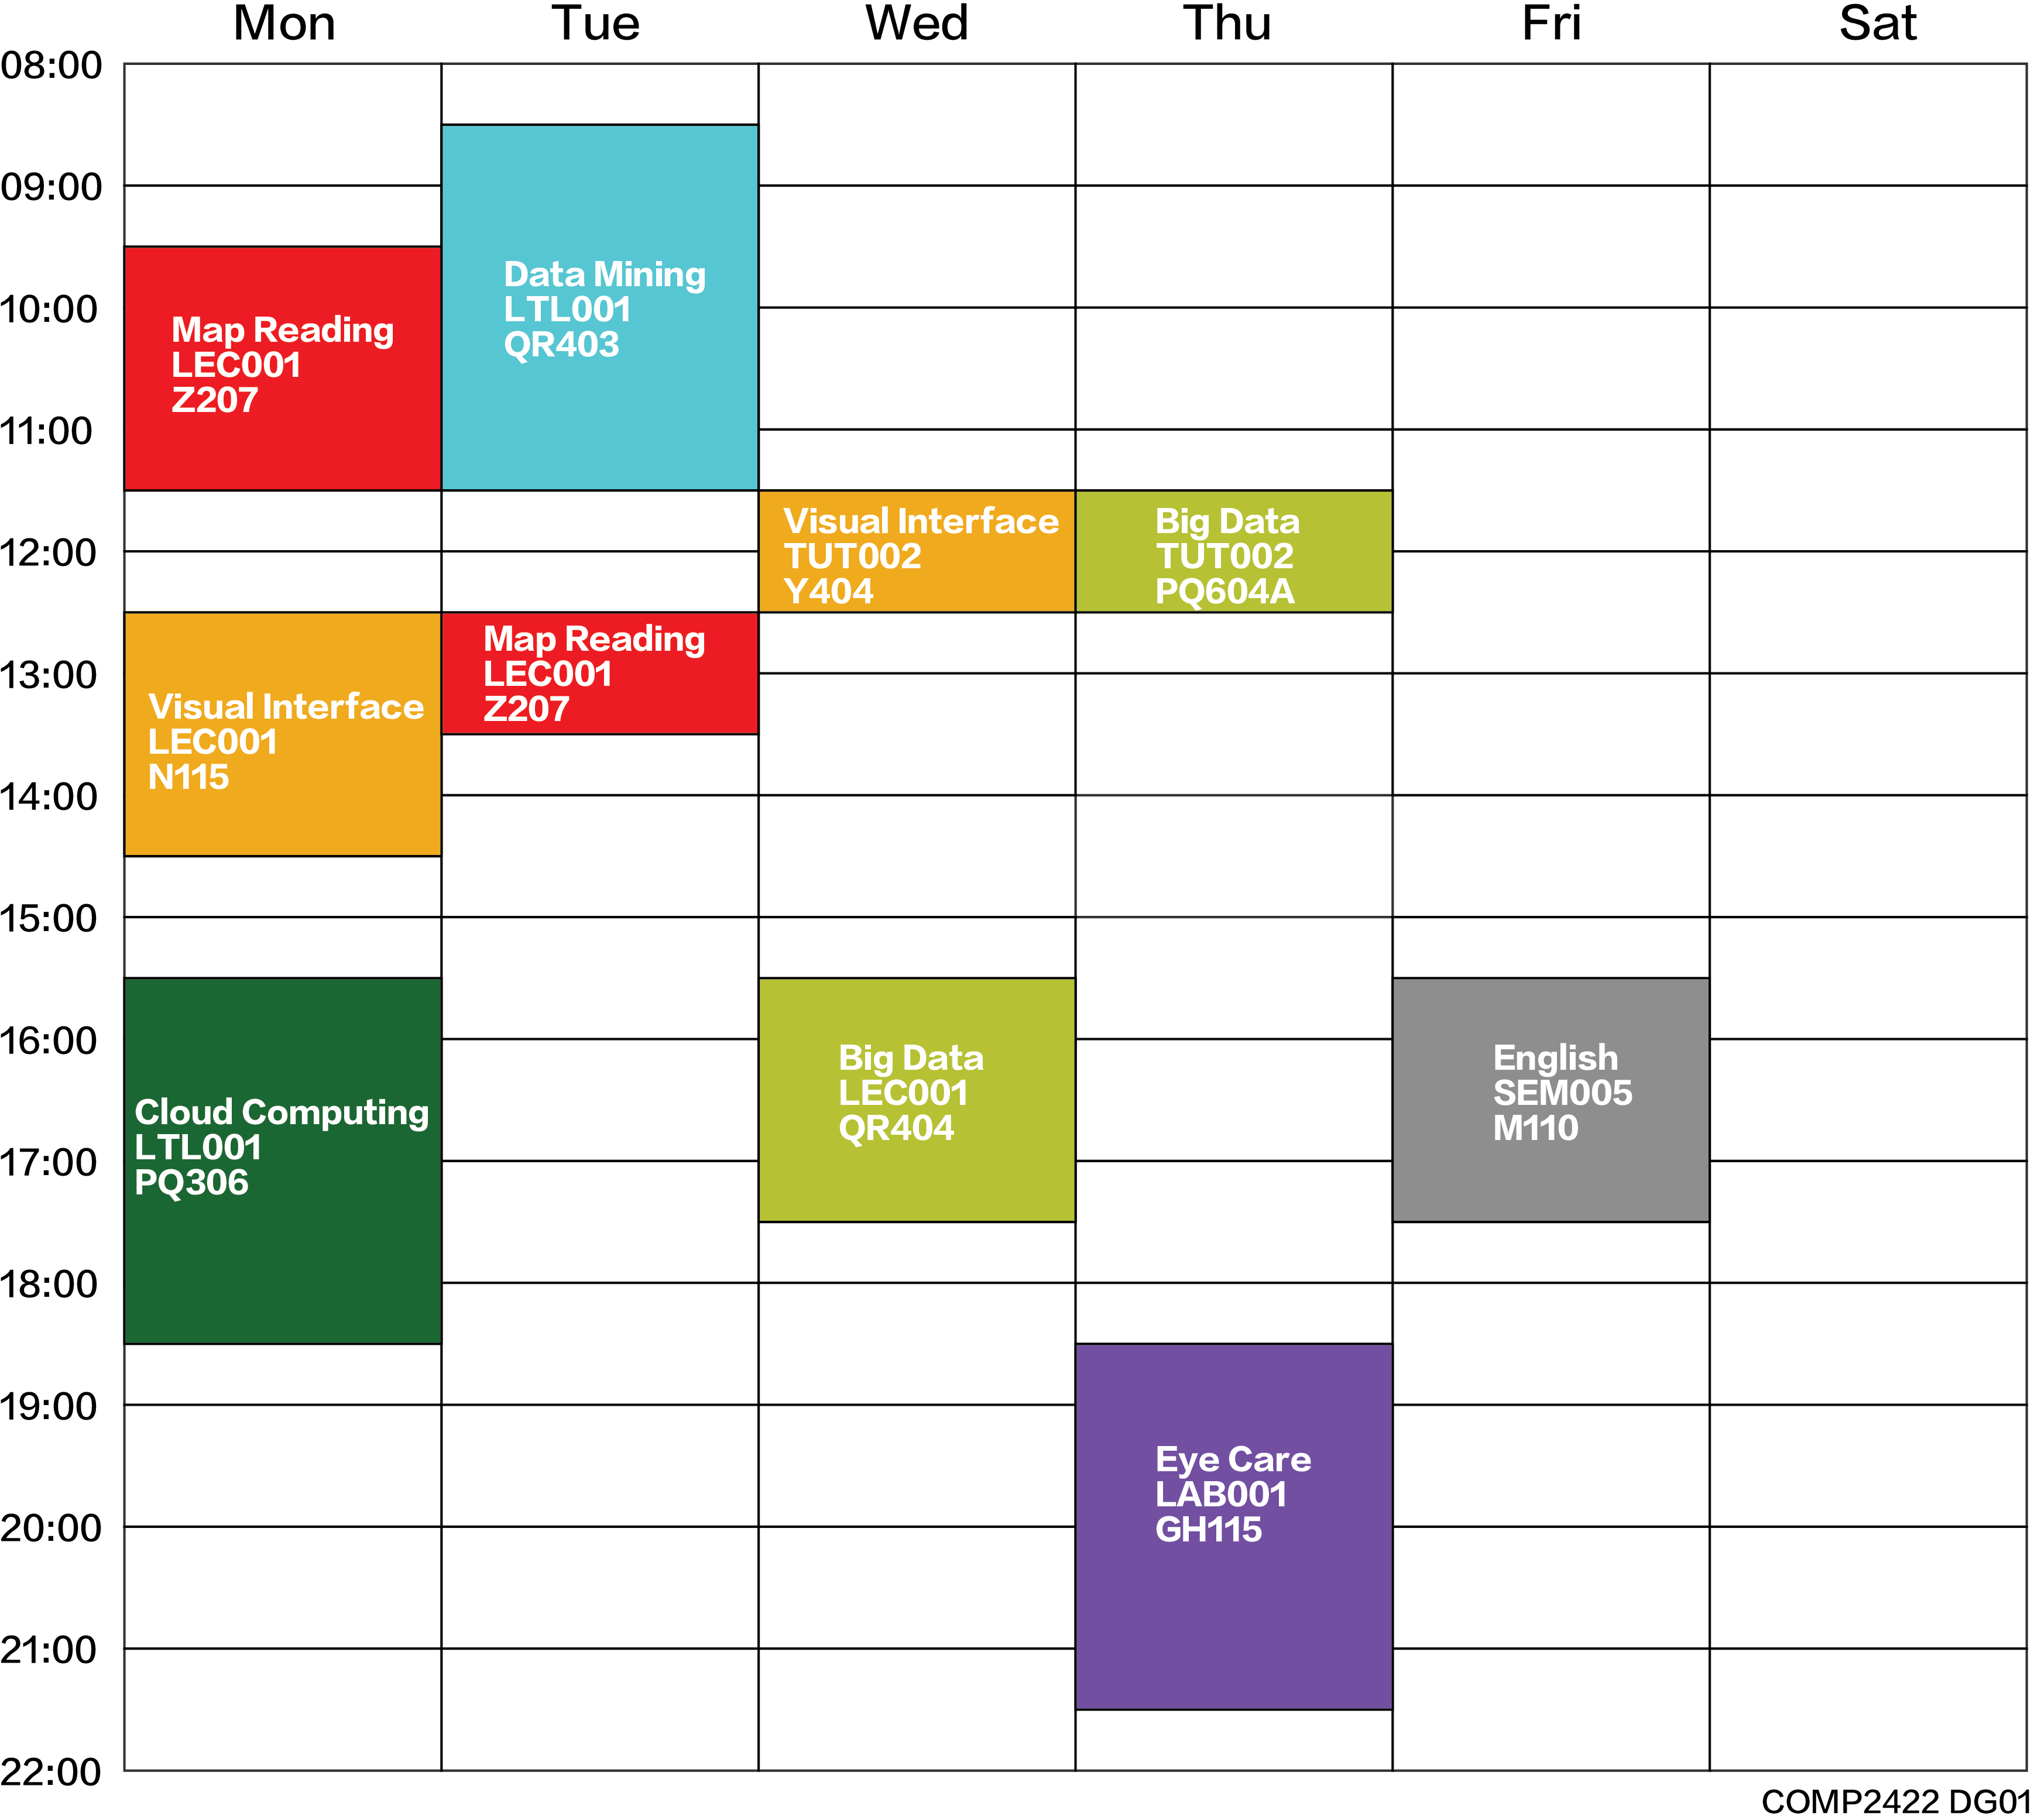 Mon Tue Wed Thu Fri Sat
08:00
09:00
10:00
11:00
12:00
13:00
14:00
15:00
16:00
17:00
18:00
19:00
20:00
21:00
22:00
Map Reading
LEC001
Z207
Visual Interface
LEC001
N115
Cloud Computing
LTL001
PQ306
Data Mining
LTL001
QR403
Map Reading
LEC001
Z207
Visual Interface
TUT002
Y404
Big Data
LEC001
QR404
Big Data
TUT002
PQ604A
Eye Care
LAB001
GH115
English
SEM005
M110
COMP2422 DG01